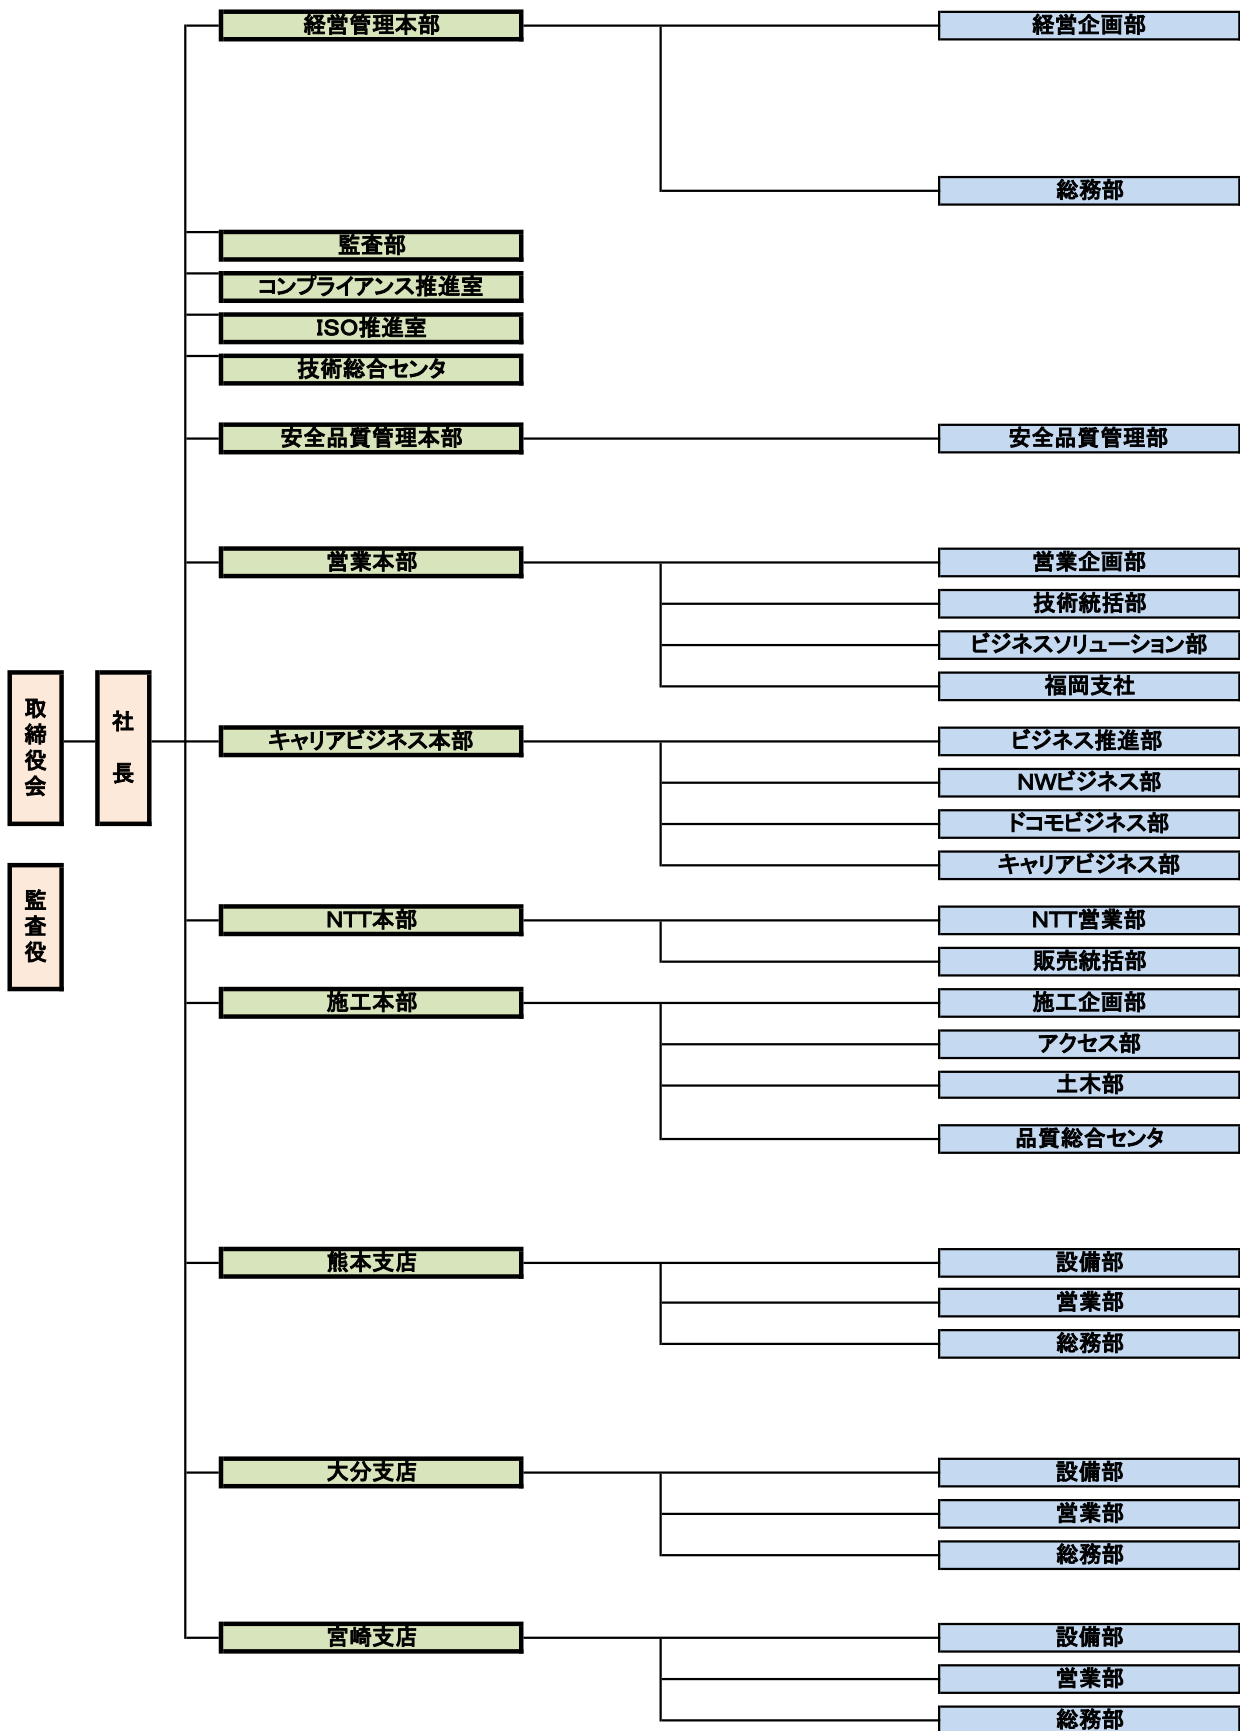 経営管理本部
経営企画部
総務部
監査部
コンプライアンス推進室
ISO推進室
技術総合センタ
安全品質管理本部
安全品質管理部
営業本部
営業企画部
技術統括部
ビジネスソリューション部
福岡支社
取締役会
社長
キャリアビジネス本部
ビジネス推進部
NWビジネス部
ドコモビジネス部
キャリアビジネス部
監査役
NTT本部
NTT営業部
販売統括部
施工本部
施工企画部
アクセス部
土木部
品質総合センタ
熊本支店
設備部
営業部
総務部
大分支店
設備部
営業部
総務部
宮崎支店
設備部
営業部
総務部